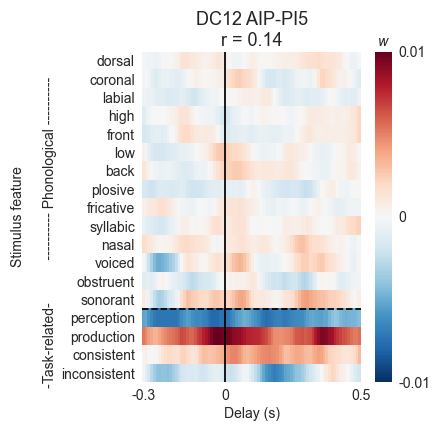 DC12 AIP-PI5
r = 0.14
w
dorsal
coronal
labial
high
front
low
back
plosive
fricative
syllabic
nasal
voiced
obstruent
sonorant
perception
production
consistent
inconsistent
Stimulus feature
-Task-related- ---------- Phonological ----------
0.01
0
-0.01
-0.3 0 0.5
Delay (s)